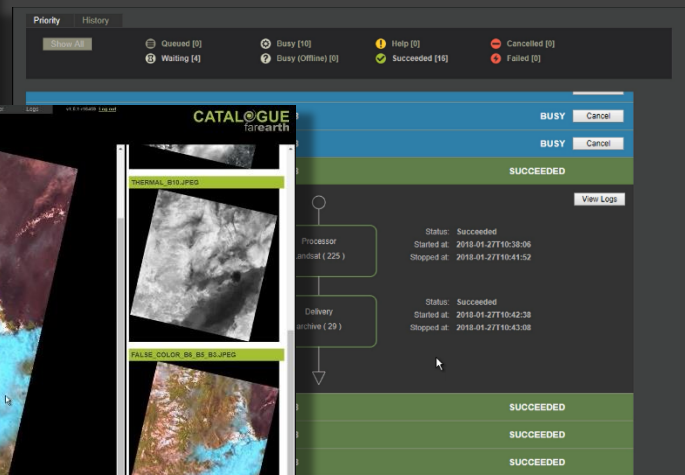 Priority History
Show All
Queued [0] Busy [10] Help [0] Cancelled [0]
Waiting [4] Busy (Offline) [0] Succeeded [16] Failed [0]
BUSY Cancel
BUSY Cancel
SUCCEEDED
View Logs
Processor
Landsat ( 225 )
Status: Succeeded
Started at: 2018-01-27T10:38:06
Stopped at: 2018-01-27T10:41:52
Delivery
archive ( 29 )
Status: Succeeded
Started at: 2018-01-27T10:42:38
Stopped at: 2018-01-27T10:43:08
SUCCEEDED
SUCCEEDED
SUCCEEDED
Logs
Log out
CATALOGUE
farearth
THERMAL_B10.JPEG
FALSE_COLOR_B6_B5_B3.JPEG